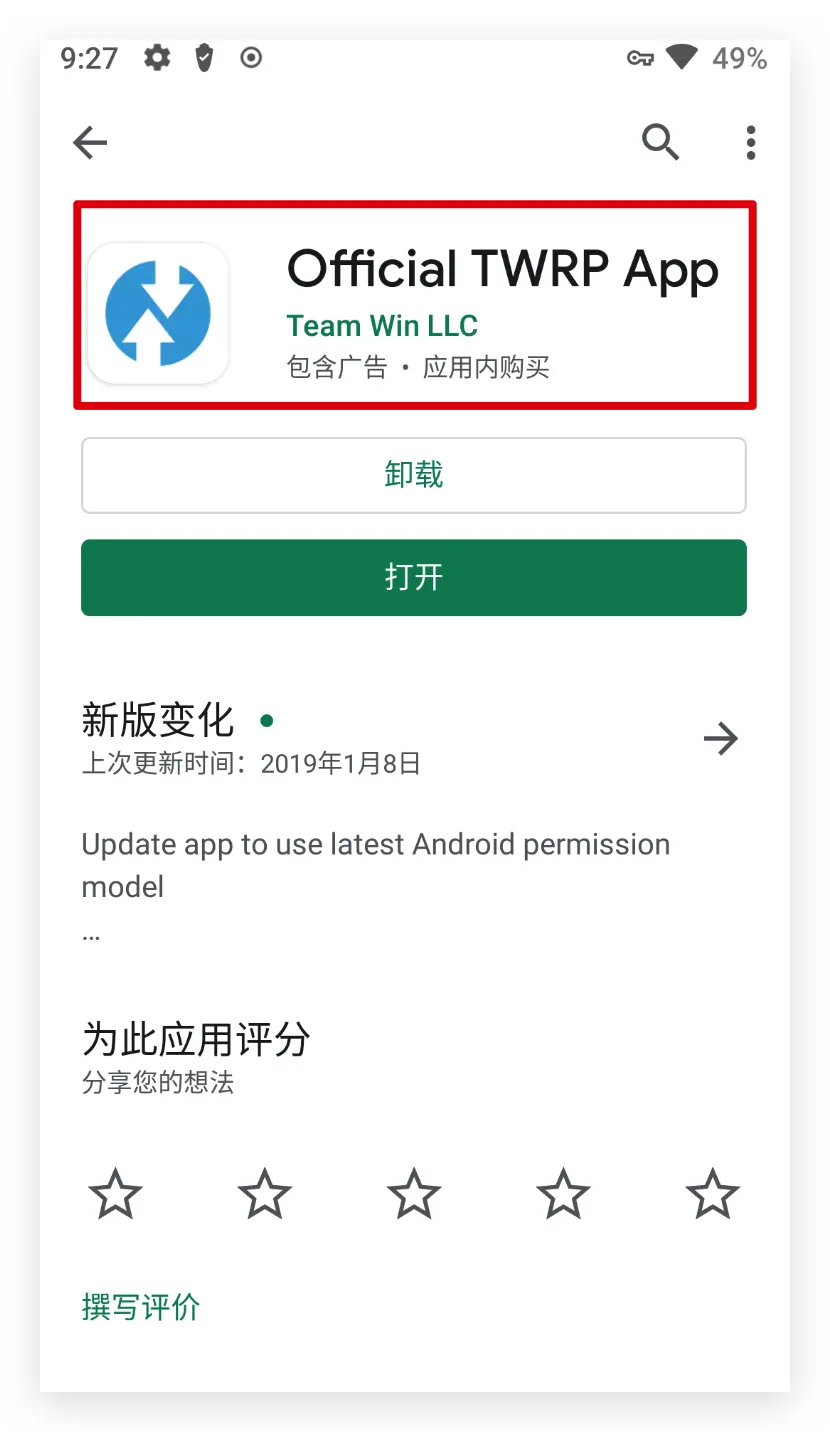 9:27
49%
Official TWRP App
Team Win LLC
包含广告 · 应用内购买
卸载
打开
新版变化
上次更新时间：2019年1月8日
Update app to use latest Android permission
model
...
为此应用评分
分享您的想法
撰写评价